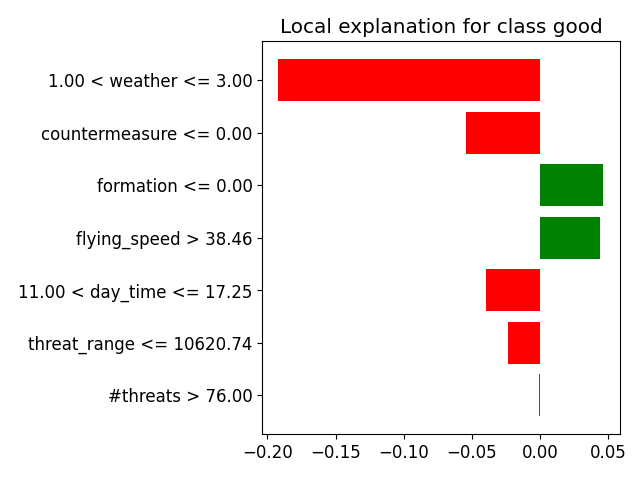 Local explanation for class good
1.00 < weather <= 3.00
countermeasure <= 0.00
formation <= 0.00
flying_speed > 38.46
11.00 < day_time <= 17.25
threat_range <= 10620.74
#threats > 76.00
−0.20 −0.15 −0.10 −0.05 0.00 0.05